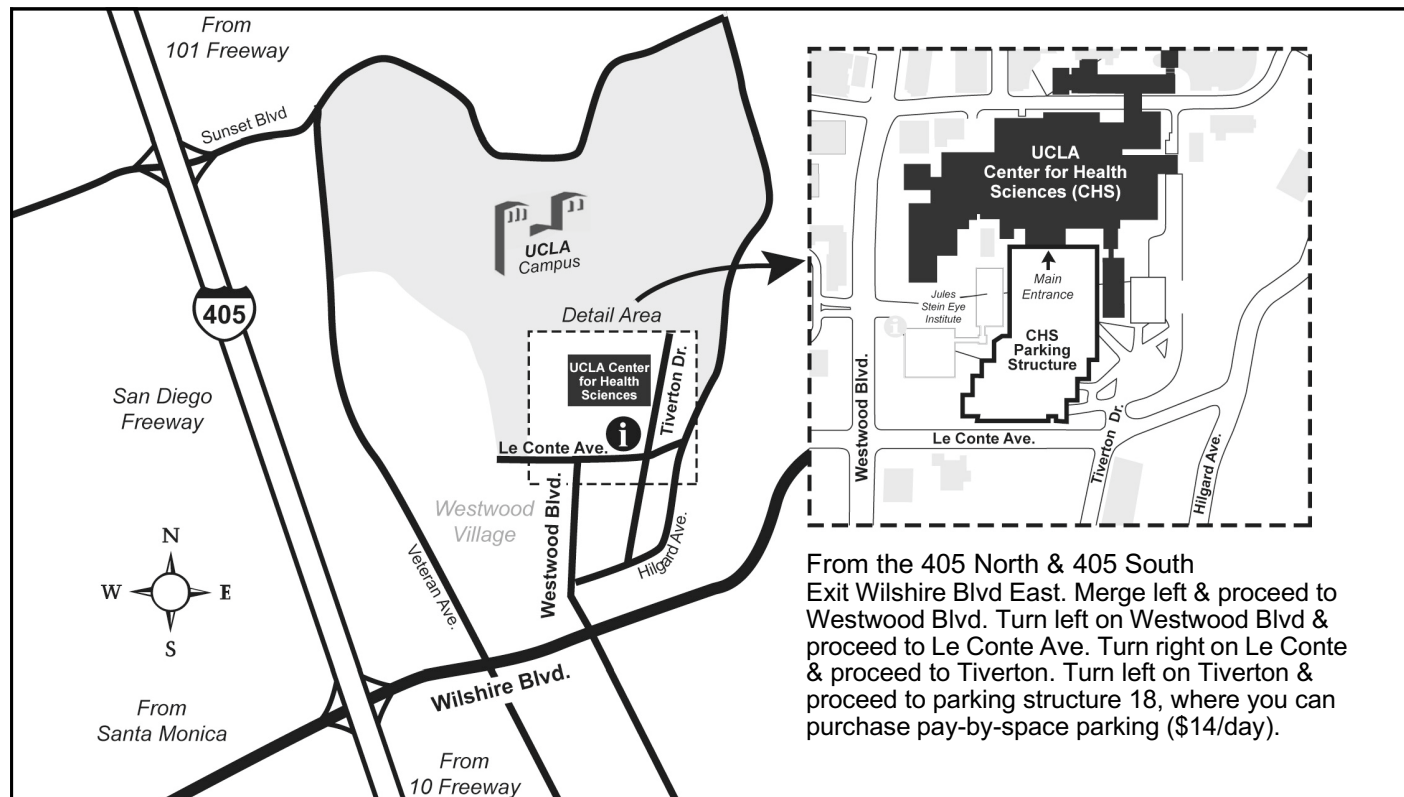 From
101 Freeway
Sunset Blvd
UCLA
Campus
405
San Diego
Freeway
Detail Area
UCLA Center
for Health
Sciences
i
Tiverton Dr.
Le Conte Ave.
Westwood
Village
Westwood Blvd.
Veteran Ave.
Hilgard Ave.
N
W
E
S
Wilshire Blvd.
From
Santa Monica
From
10 Freeway
UCLA
Center for Health
Sciences (CHS)
Main
Entrance
Jules
Stein Eye
Institute
i
CHS
Parking
Structure
Westwood Blvd.
Le Conte Ave.
Tiverton Dr.
Hilgard Ave.
From the 405 North & 405 South
Exit Wilshire Blvd East. Merge left & proceed to
Westwood Blvd. Turn left on Westwood Blvd &
proceed to Le Conte Ave. Turn right on Le Conte
& proceed to Tiverton. Turn left on Tiverton &
proceed to parking structure 18, where you can
purchase pay-by-space parking ($14/day).